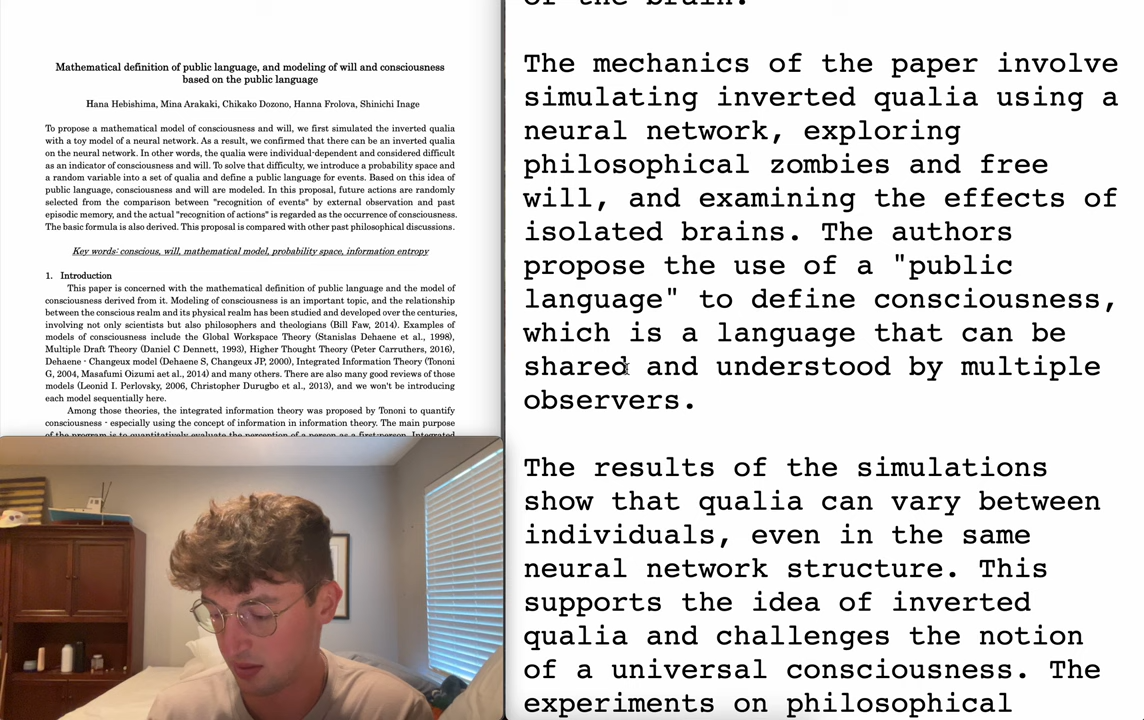 Mathematical definition of public language, and modeling of will and consciousness
based on the public language
Hana Hebishima, Mina Arakaki, Chikako Dozono, Hanna Frolova, Shinichi Inage
To propose a mathematical model of consciousness and will, we first simulated the inverted qualia
with a toy model of a neural network. As a result, we confirmed that there can be an inverted qualia
on the neural network. In other words, the qualia were individual-dependent and considered difficult
as an indicator of consciousness and will. To solve that difficulty, we introduce a probability space and
a random variable into a set of qualia and define a public language for events. Based on this idea of
public language, consciousness and will are modeled. In this proposal, future actions are randomly
selected from the comparison between "recognition of events" by external observation and past
episodic memory, and the actual "recognition of actions" is regarded as the occurrence of consciousness.
The basic formula is also derived. This proposal is compared with other past philosophical discussions.
Key words: conscious, will, mathematical model, probability space, information entropy
1. Introduction
This paper is concerned with the mathematical definition of public language and the model of
consciousness derived from it. Modeling of consciousness is an important topic, and the relationship
between the conscious realm and its physical realm has been studied and developed over the centuries,
involving not only scientists but also philosophers and theologians (Bill Faw, 2014). Examples of
models of consciousness include the Global Workspace Theory (Stanislas Dehaene et al., 1998),
Multiple Draft Theory (Daniel C Dennett, 1993), Higher Thought Theory (Peter Carruthers, 2016),
Dehaene - Changeux model (Dehaene S, Changeux JP, 2000), Integrated Information Theory (Tononi
G, 2004, Masafumi Oizumi aet al., 2014) and many others. There are also many good reviews of those
models (Leonid I. Perlovsky, 2006, Christopher Durugbo et al., 2013), and we won't be introducing
each model sequentially here.
Among those theories, the integrated information theory was proposed by Tononi to quantify
consciousness - especially using the concept of information in information theory. The main purpose
of the program is to quantitatively evaluate the perception of a person as a first-person. Integrated
of the brain.
The mechanics of the paper involve
simulating inverted qualia using a
neural network, exploring
philosophical zombies and free
will, and examining the effects of
isolated brains. The authors
propose the use of a "public
language" to define consciousness,
which is a language that can be
shared and understood by multiple
observers.
The results of the simulations
show that qualia can vary between
individuals, even in the same
neural network structure. This
supports the idea of inverted
qualia and challenges the notion
of a universal consciousness. The
experiments on philosophical